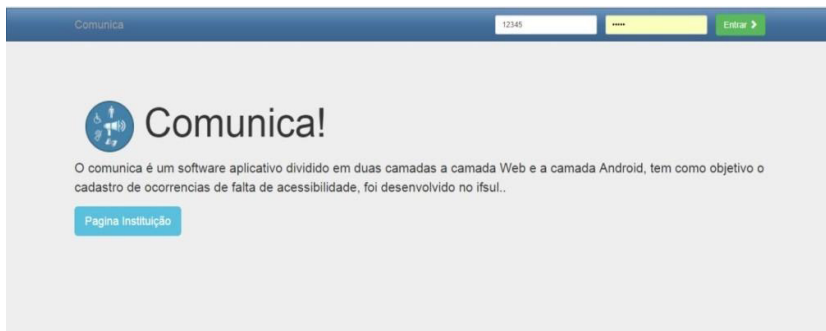 Comunica
12345
•••••
Entrar
Comunica!
O comunica é um software aplicativo dividido em duas camadas a camada Web e a camada Android, tem como objetivo o
cadastro de ocorrencias de falta de acessibilidade, foi desenvolvido no ifsul..
Pagina Instituição